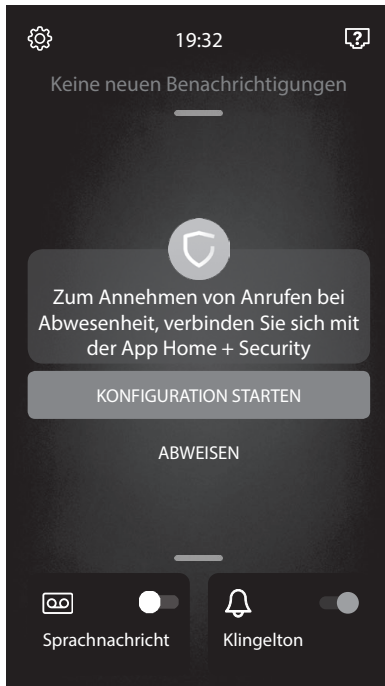 19:32
Keine neuen Benachrichtigungen
Zum Annehmen von Anrufen bei
Abwesenheit, verbinden Sie sich mit
der App Home + Security
KONFIGURATION STARTEN
ABWEISEN
Sprachnachricht
Klingelton